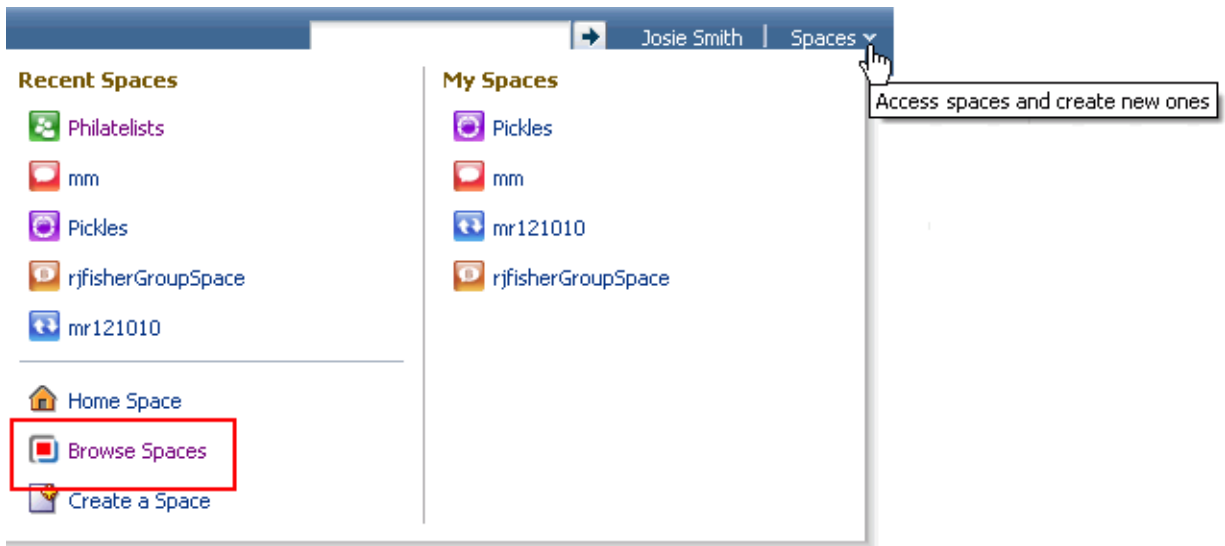 Josie Smith | Spaces
Access spaces and create new ones
Recent Spaces
Philatelists
mm
Pickles
rjfisherGroupSpace
mr121010
Home Space
Browse Spaces
Create a Space
My Spaces
Pickles
mm
mr121010
rjfisherGroupSpace